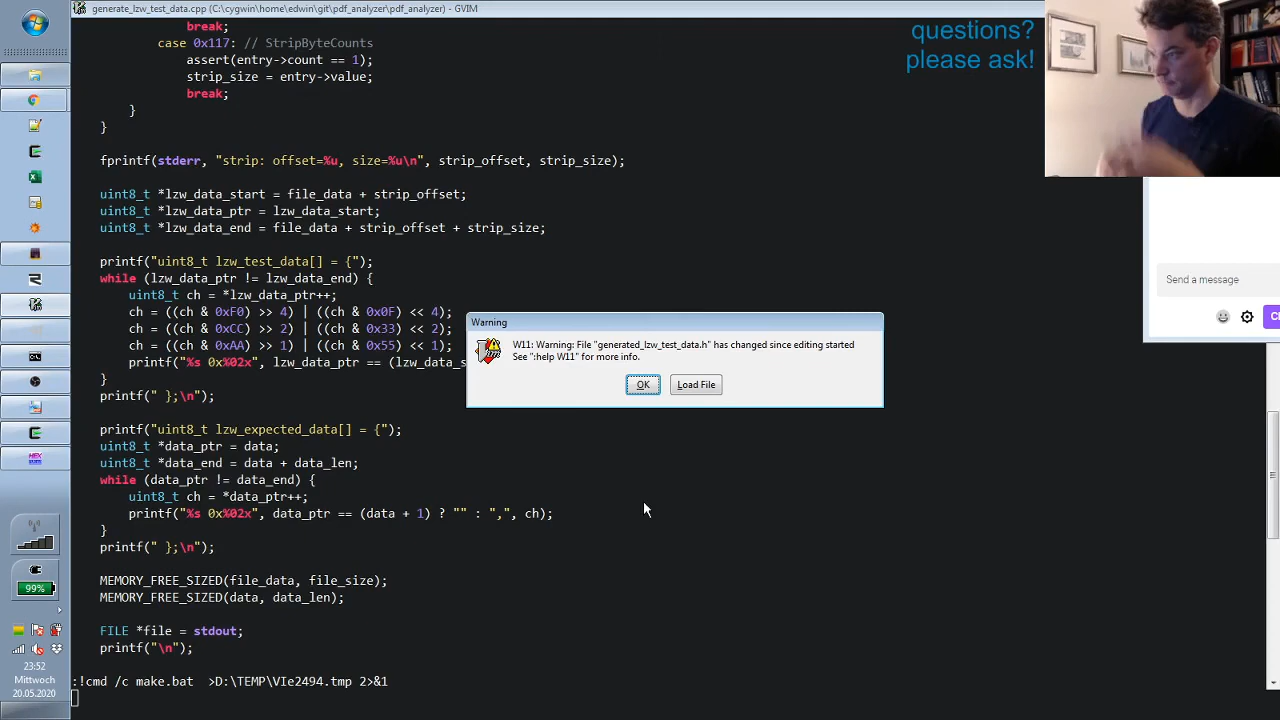 generate_lzw_test_data.cpp (C:\cygwin\home\edwin\git\pdf_analyzer\pdf_analyzer) - GVIM
break;
case 0x117: // StripByteCounts
assert(entry->count == 1);
strip_size = entry->value;
break;
}
}
fprintf(stderr, "strip: offset=%u, size=%u\n", strip_offset, strip_size);
uint8_t *lzw_data_start = file_data + strip_offset;
uint8_t *lzw_data_ptr = lzw_data_start;
uint8_t *lzw_data_end = file_data + strip_offset + strip_size;
printf("uint8_t lzw_test_data[] = {");
while (lzw_data_ptr != lzw_data_end) {
uint8_t ch = *lzw_data_ptr++;
ch = ((ch & 0xF0) >> 4) | ((ch & 0x0F) << 4);
ch = ((ch & 0xCC) >> 2) | ((ch & 0x33) << 2);
ch = ((ch & 0xAA) >> 1) | ((ch & 0x55) << 1);
printf("%s 0x%02x", lzw_data_ptr == (lzw_data_s
}
printf(" };\n");
printf("uint8_t lzw_expected_data[] = {");
uint8_t *data_ptr = data;
uint8_t *data_end = data + data_len;
while (data_ptr != data_end) {
uint8_t ch = *data_ptr++;
printf("%s 0x%02x", data_ptr == (data + 1) ? "" : ",", ch);
}
printf(" };\n");
MEMORY_FREE_SIZED(file_data, file_size);
MEMORY_FREE_SIZED(data, data_len);
FILE *file = stdout;
printf("\n");
:!cmd /c make.bat >D:\TEMP\VIe2494.tmp 2>&1
Warning
W11: Warning: File "generated_lzw_test_data.h" has changed since editing started
See ":help W11" for more info.
OK
Load File
questions?
please ask!
Send a message
99%
23:52
Mittwoch
20.05.2020